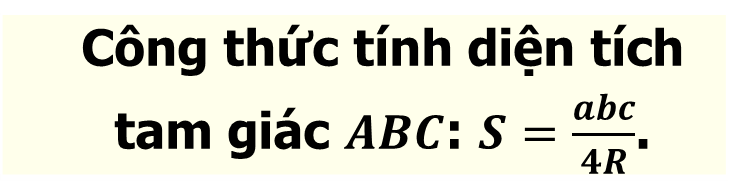 Công thức tính diện tích
tam giác ABC: S = abc/4R.